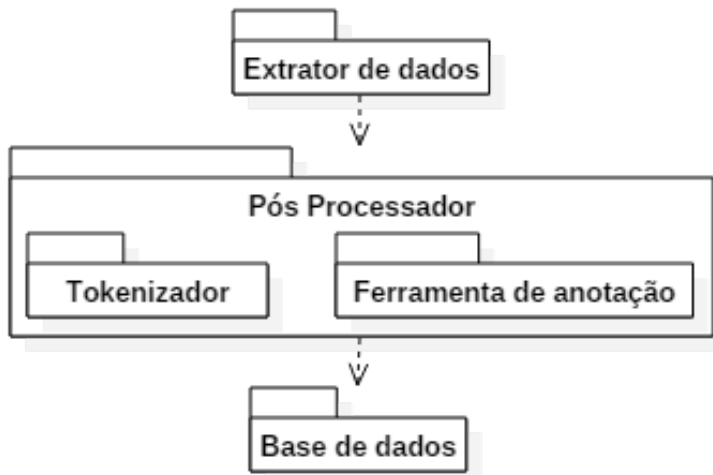 Extrator de dados
Pós Processador
Tokenizador
Ferramenta de anotação
Base de dados